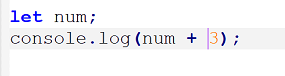 let num;
console.log(num + 3);